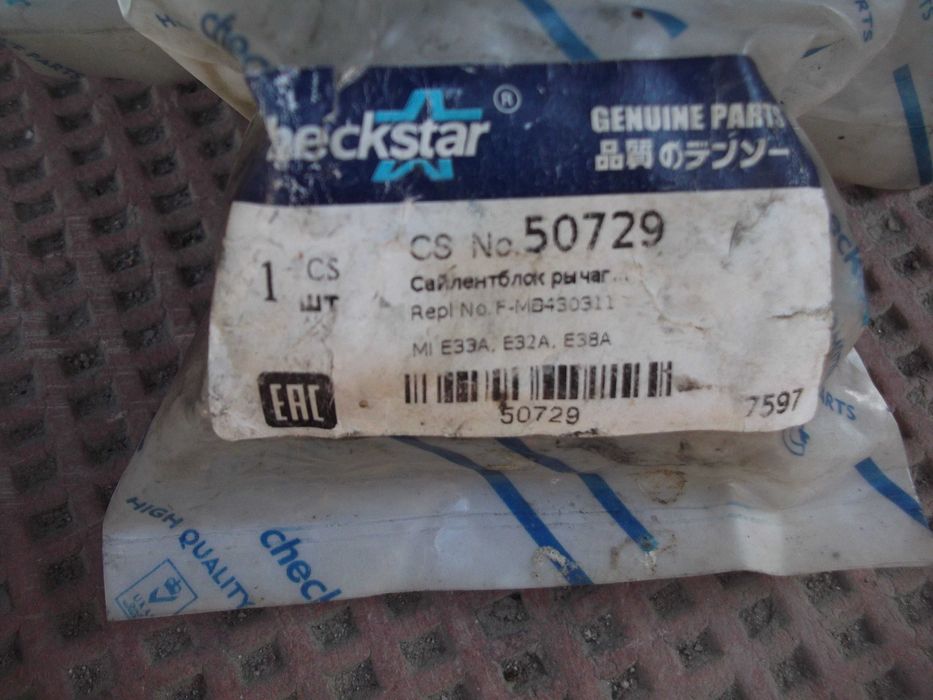 heckstar ®
GENUINE PARTS
品質のデンソー
CS No. 50729
1 CS
шт
Сайлентблок рычаг...
Repl No. F-MB430311
MI E33A, E32A, E38A
EAC
50729
7597
ARTS
HIGH QUALITY
check